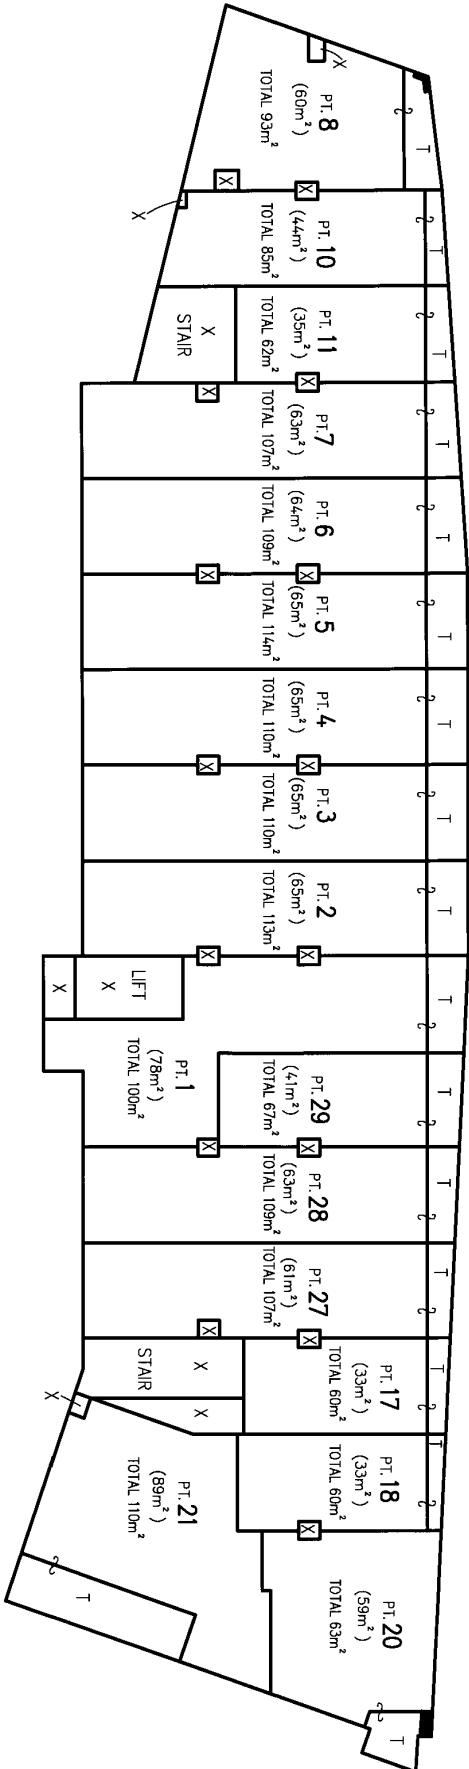 X
PT. 8
(60m²)
TOTAL 93m²
T
X
X
X
PT. 10
(44m²)
TOTAL 85m²
T
PT. 11
(35m²)
TOTAL 62m²
T
X
STAIR
X
X
PT. 7
(63m²)
TOTAL 107m²
T
PT. 6
(64m²)
TOTAL 109m²
T
X
X
PT. 5
(65m²)
TOTAL 114m²
T
PT. 4
(65m²)
TOTAL 110m²
T
X
X
PT. 3
(65m²)
TOTAL 110m²
T
PT. 2
(65m²)
TOTAL 113m²
T
X
X
LIFT
X
X
T
PT. 1
(78m²)
TOTAL 100m²
PT. 29
(41m²)
TOTAL 67m²
T
X
X
PT. 28
(63m²)
TOTAL 109m²
T
PT. 27
(61m²)
TOTAL 107m²
T
X
X
PT. 17
(33m²)
TOTAL 60m²
T
X
STAIR
X
X
PT. 18
(33m²)
TOTAL 60m²
T
X
PT. 21
(89m²)
TOTAL 110m²
T
PT. 20
(59m²)
TOTAL 63m²
T